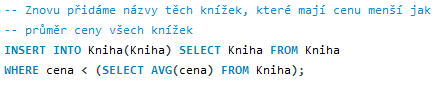 -- Znovu přidáme názvy těch knížek, které mají cenu menší jak
-- průměr ceny všech knížek
INSERT INTO Kniha(Kniha) SELECT Kniha FROM Kniha
WHERE cena < (SELECT AVG(cena) FROM Kniha);